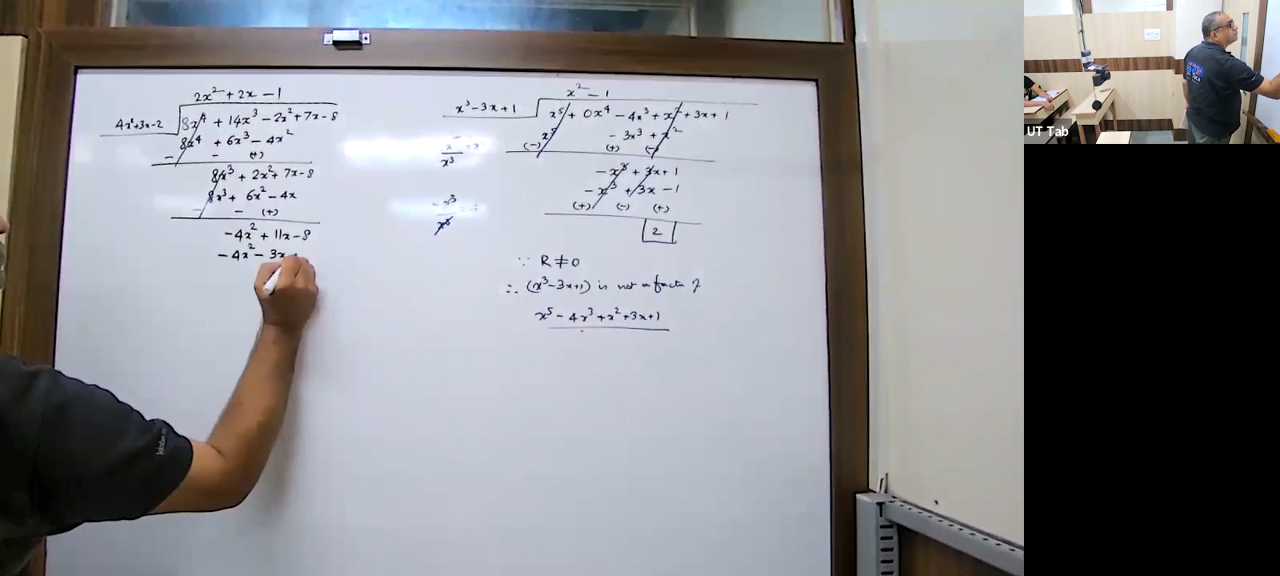 2x² + 2x - 1
4x²+3x-2 8x⁴ + 14x³ - 2x² + 7x - 8
8x⁴ + 6x³ - 4x²
- - (+)
8x³ + 2x² + 7x - 8
8x³ + 6x² - 4x
- - (+)
-4x² + 11x - 8
-4x² - 3x
x² - 1
x³ - 3x + 1 x⁵ + 0x⁴ - 4x³ + x² + 3x + 1
x⁵ - 3x³ + x²
(-) (+) (-)
-x³ + 3x + 1
-x³ + 3x - 1
(+) (-) (+)
2
∵ R ≠ 0
∴ (x³-3x+1) is not a factor of
x⁵ - 4x³ + x² + 3x + 1
UT Tab